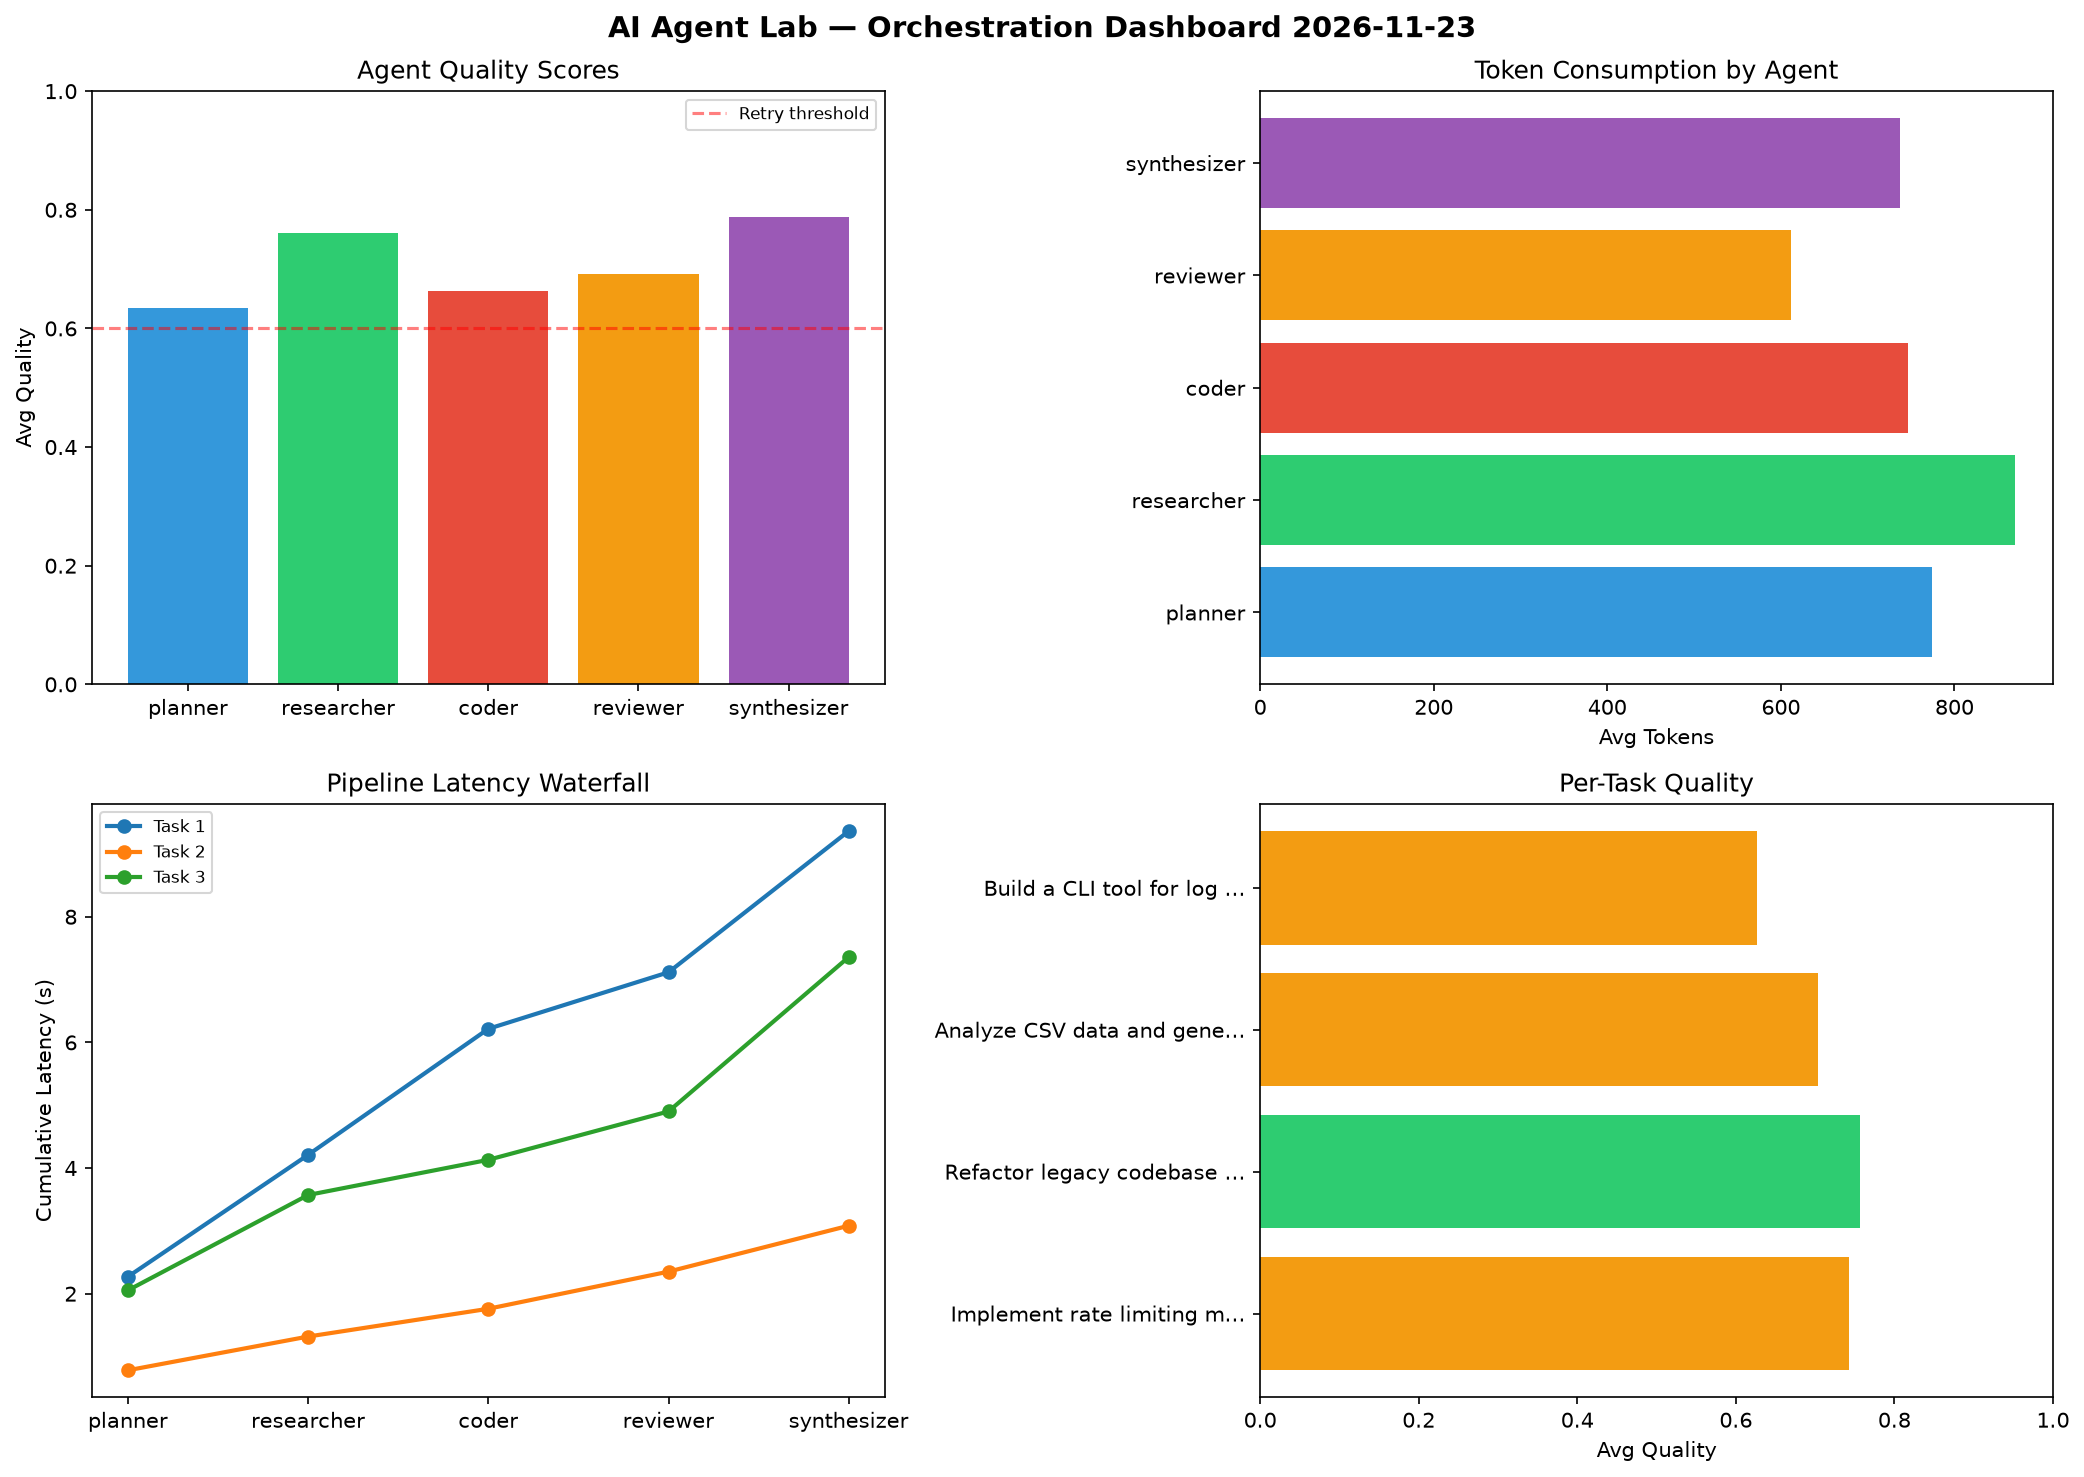 AI Agent Lab — Orchestration Dashboard 2026-11-23
Agent Quality Scores
Retry threshold
Avg Quality
1.0
0.8
0.6
0.4
0.2
0.0
planner researcher coder reviewer synthesizer
Token Consumption by Agent
synthesizer
reviewer
coder
researcher
planner
0 200 400 600 800
Avg Tokens
Pipeline Latency Waterfall
Task 1
Task 2
Task 3
Cumulative Latency (s)
8
6
4
2
planner researcher coder reviewer synthesizer
Per-Task Quality
Build a CLI tool for log ...
Analyze CSV data and gene...
Refactor legacy codebase ...
Implement rate limiting m...
0.0 0.2 0.4 0.6 0.8 1.0
Avg Quality